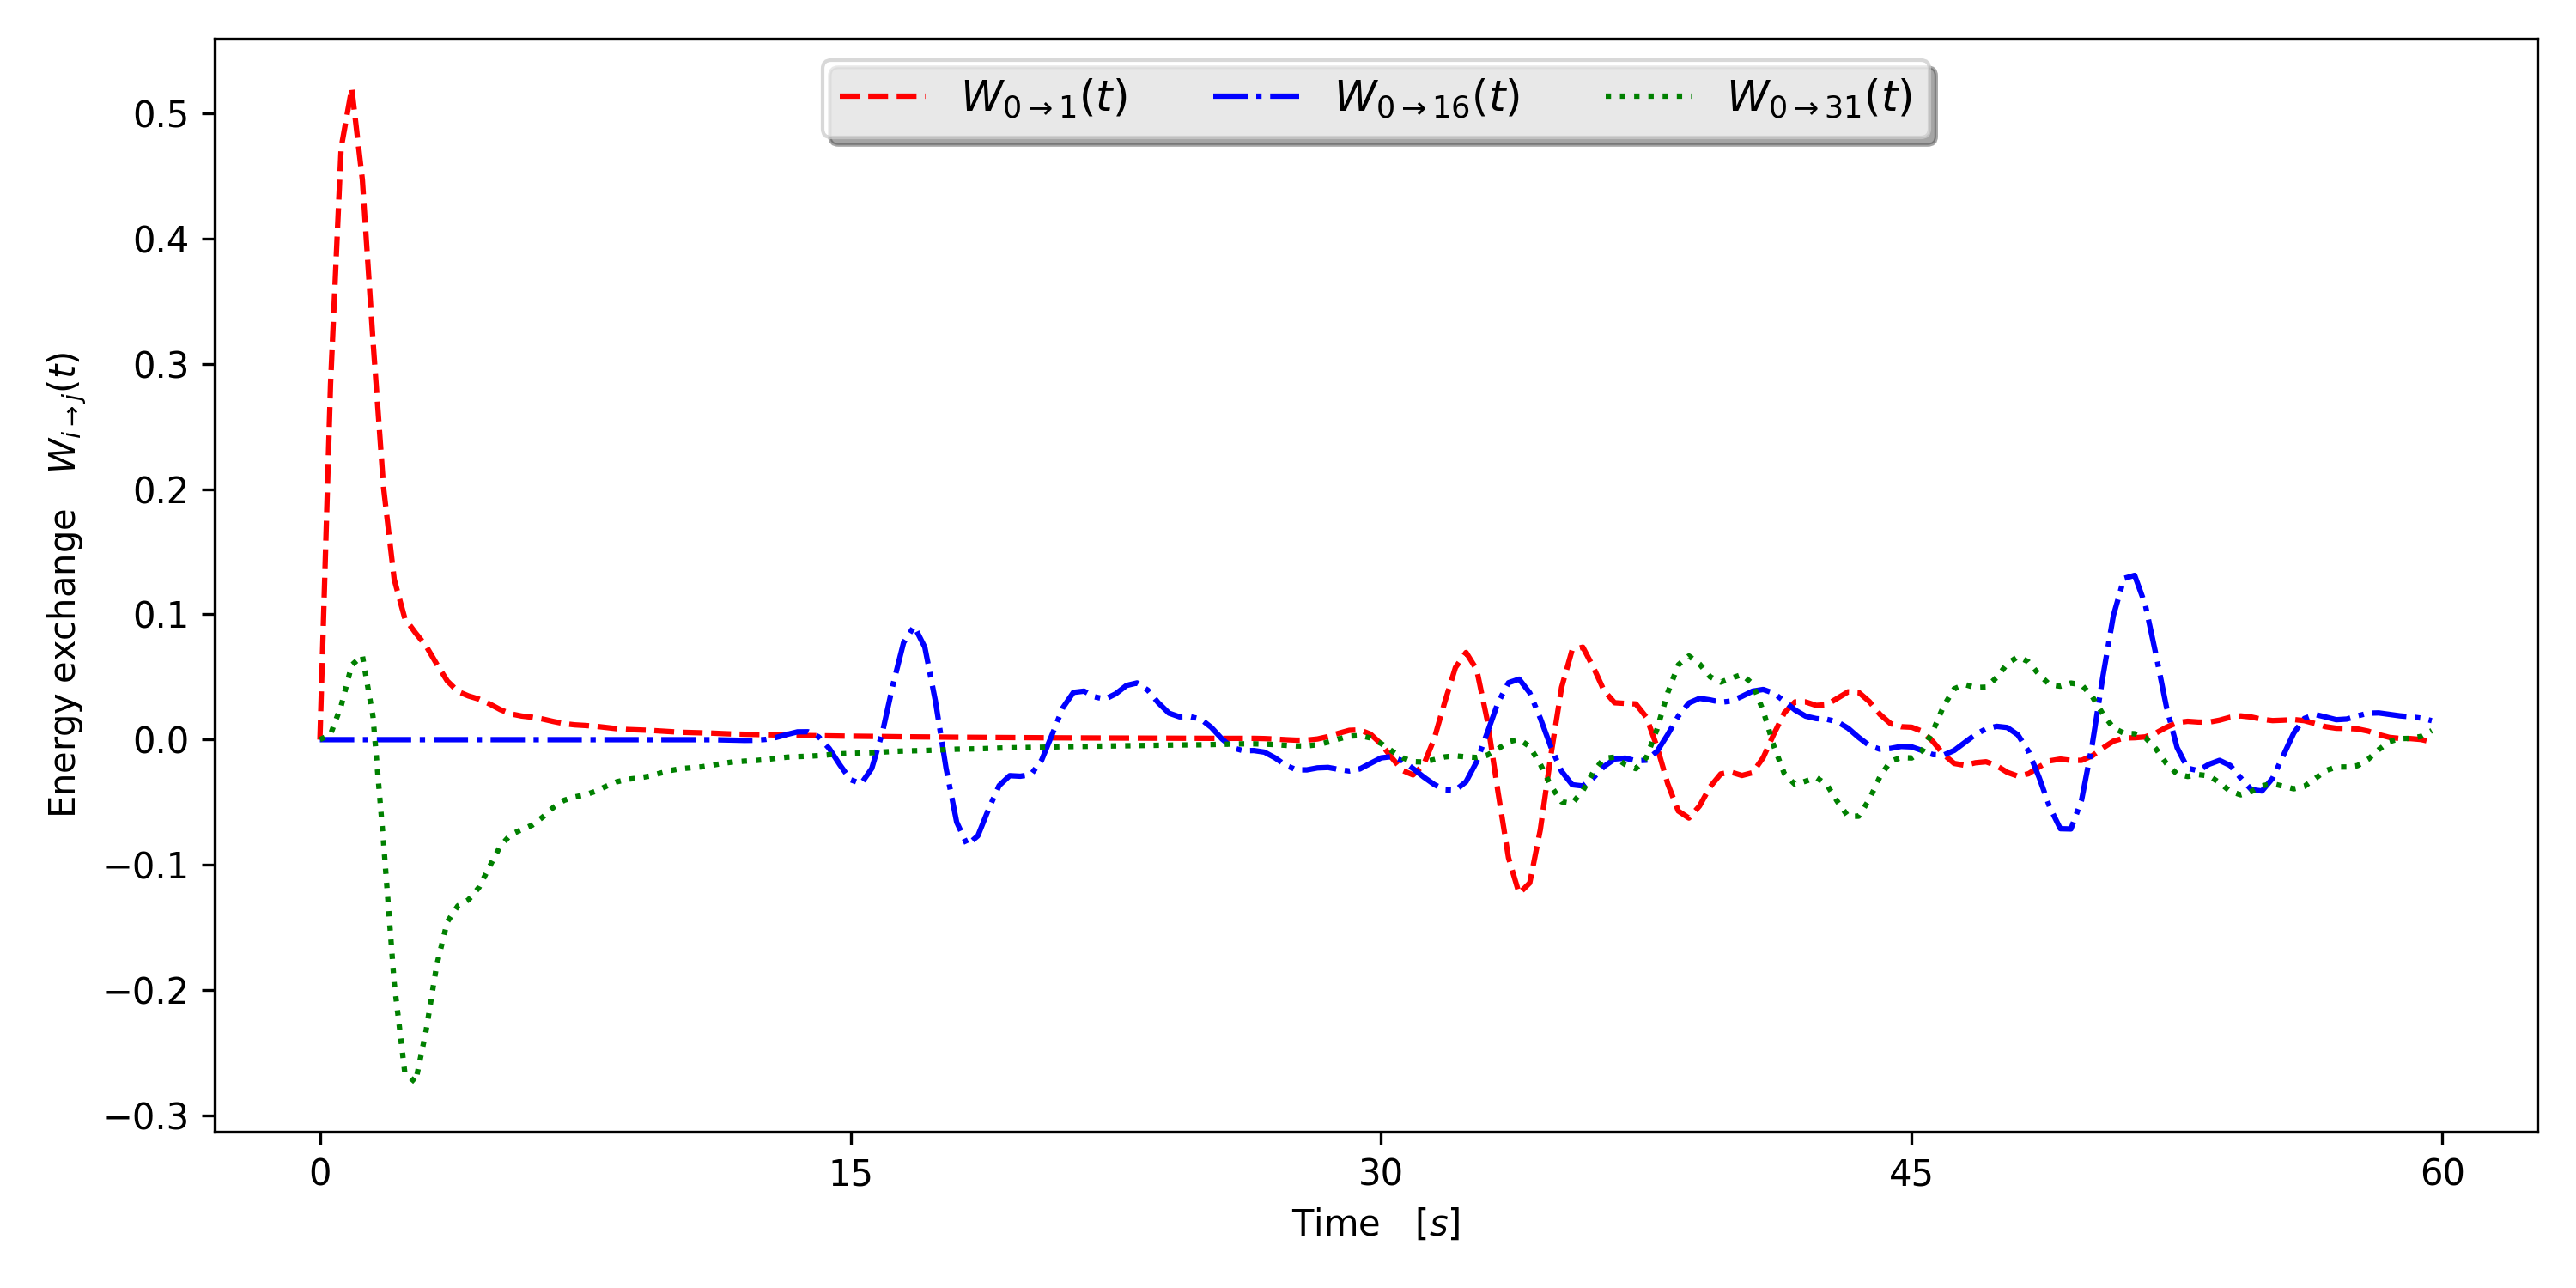 W₀→₁(t) W₀→₁₆(t) W₀→₃₁(t)
0.5
0.4
0.3
0.2
0.1
0.0
−0.1
−0.2
−0.3
Energy exchange W_{i→j}(t)
0 15 30 45 60
Time [s]